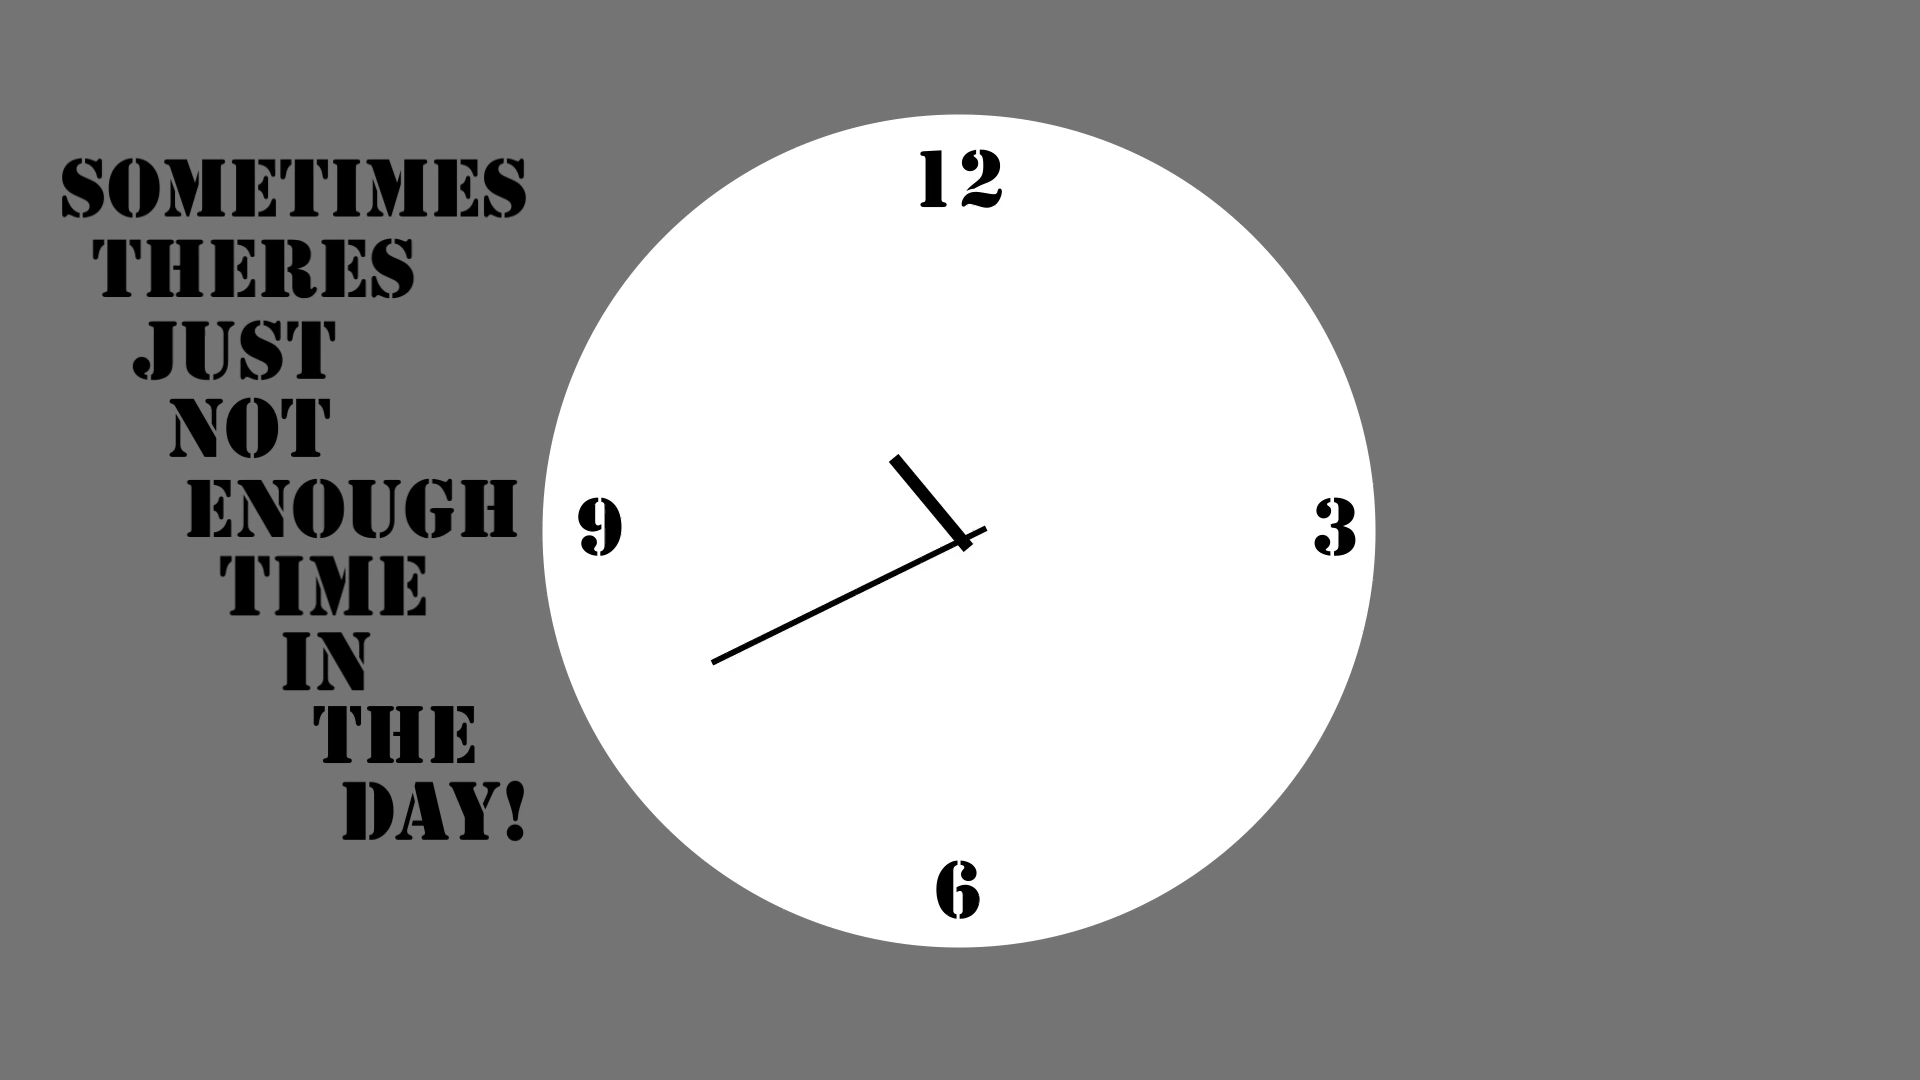 SOMETIMES
THERES
JUST
NOT
ENOUGH
TIME
IN
THE
DAY!
12
9
3
6